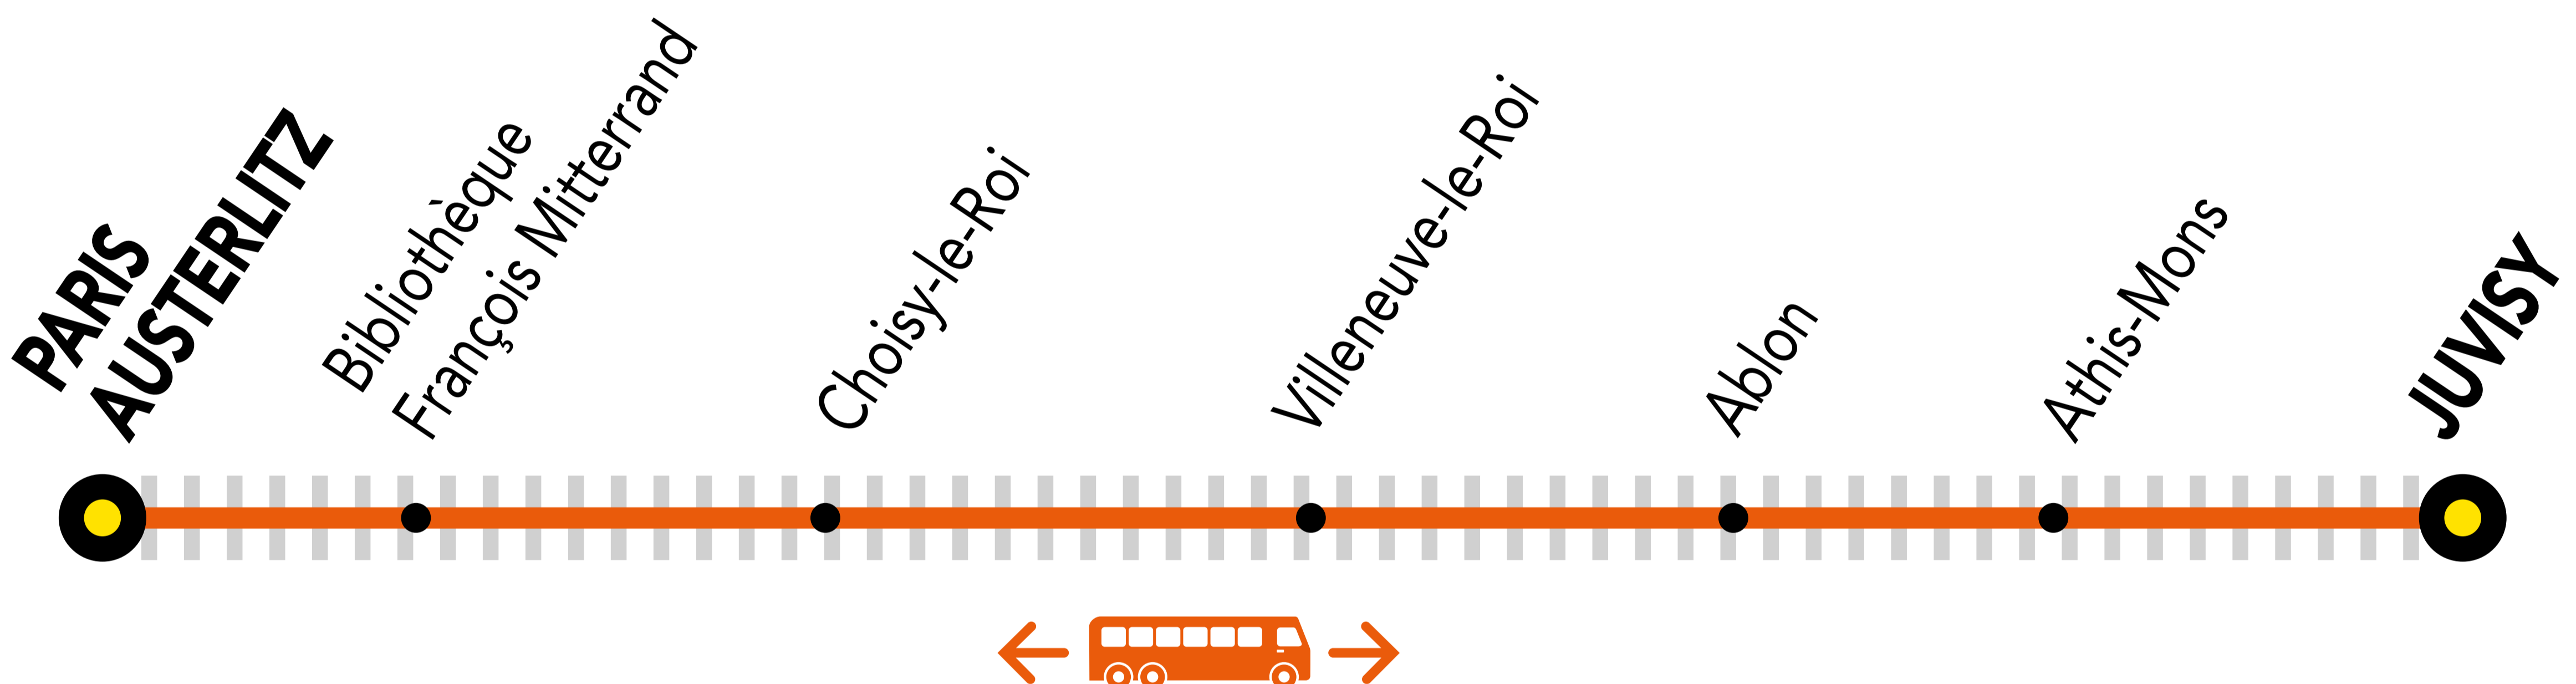 PARIS
AUSTERLITZ
Bibliothèque
François Mitterrand
Choisy-le-Roi
Villeneuve-le-Roi
Ablon
Athis-Mons
JUVISY